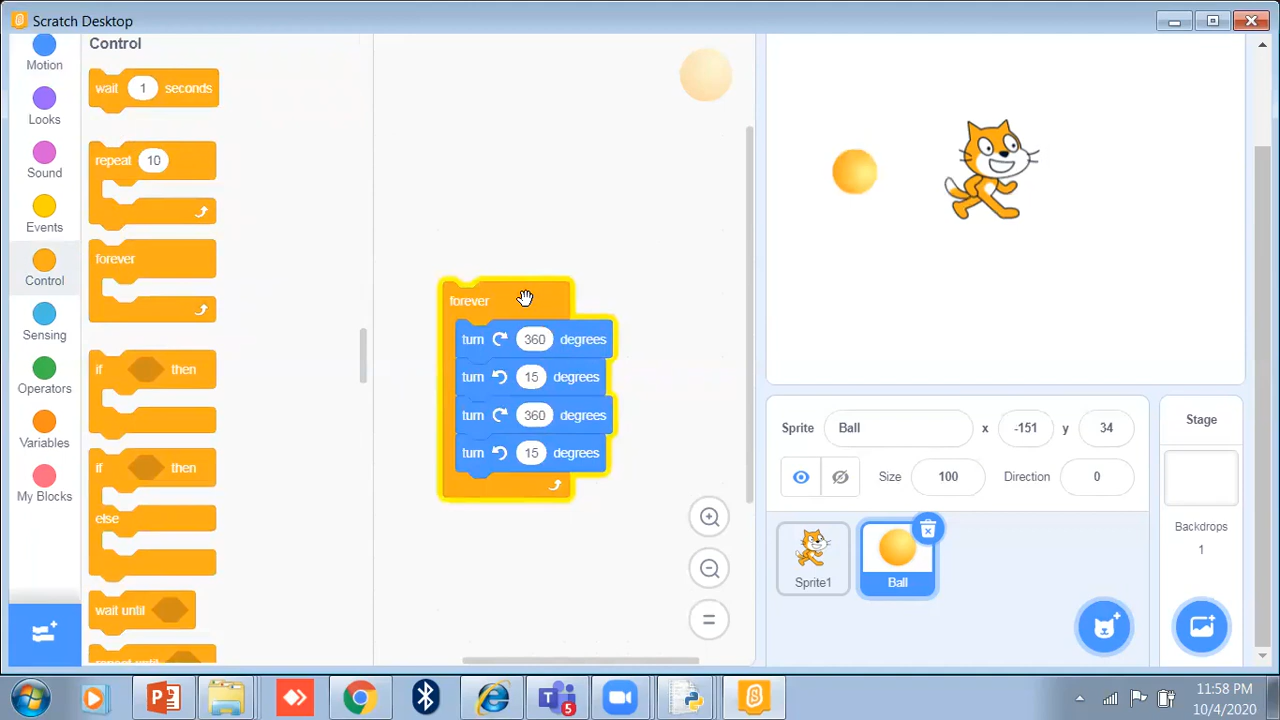 Scratch Desktop
Motion
Looks
Sound
Events
Control
Sensing
Operators
Variables
My Blocks
Control
wait 1 seconds
repeat 10
forever
if then
if then
else
wait until
repeat until
forever
turn 360 degrees
turn 15 degrees
turn 360 degrees
turn 15 degrees
Sprite Ball x -151 y 34
Size 100 Direction 0
Sprite1
Ball
Stage
Backdrops
1
5
11:58 PM
10/4/2020